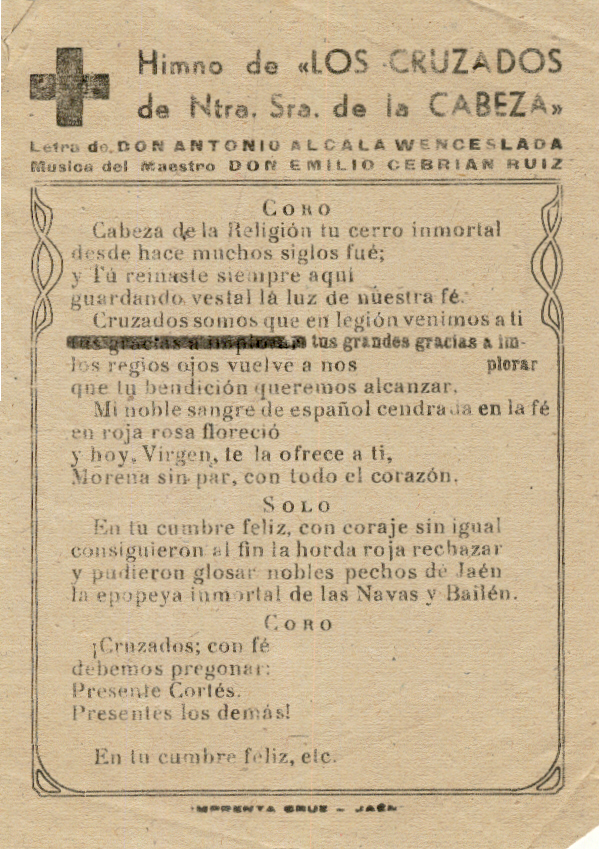 Himno de «LOS CRUZADOS
de Ntra. Sra. de la CABEZA»
Letra de DON ANTONIO ALCALA WENCESLADA
Musica del Maestro DON EMILIO CEBRIAN RUIZ
CORO
Cabeza de la Religión tu cerro inmortal
desde hace muchos siglos fué;
y Tú reinaste siempre aquí
guardando, vestal la luz de nuestra fé.
Cruzados somos que en legión venimos a ti
tus gracias a implorar tus grandes gracias a im-
los regios ojos vuelve a nos plorar
que tu bendición queremos alcanzar.
Mi noble sangre de español cendrada en la fé
en roja rosa floreció
y hoy, Virgen, te la ofrece a ti,
Morena sin par, con todo el corazón.
SOLO
En tu cumbre feliz, con coraje sin igual
consiguieron al fin la horda roja rechazar
y pudieron glosar nobles pechos de Jaén
la epopeya inmortal de las Navas y Bailén.
CORO
¡Cruzados; con fé
debemos pregonar:
Presente Cortés.
Presentes los demás!
En tu cumbre feliz, etc.
IMPRENTA CRUZ - JAÉN